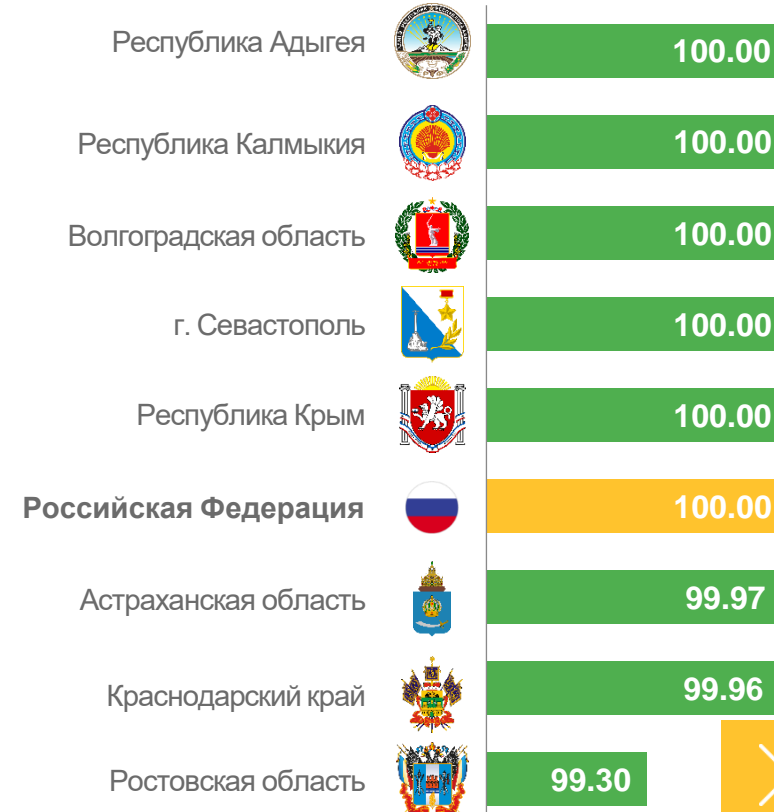 Республика Адыгея 100.00
Республика Калмыкия 100.00
Волгоградская область 100.00
г. Севастополь 100.00
Республика Крым 100.00
Российская Федерация 100.00
Астраханская область 99.97
Краснодарский край 99.96
Ростовская область 99.30